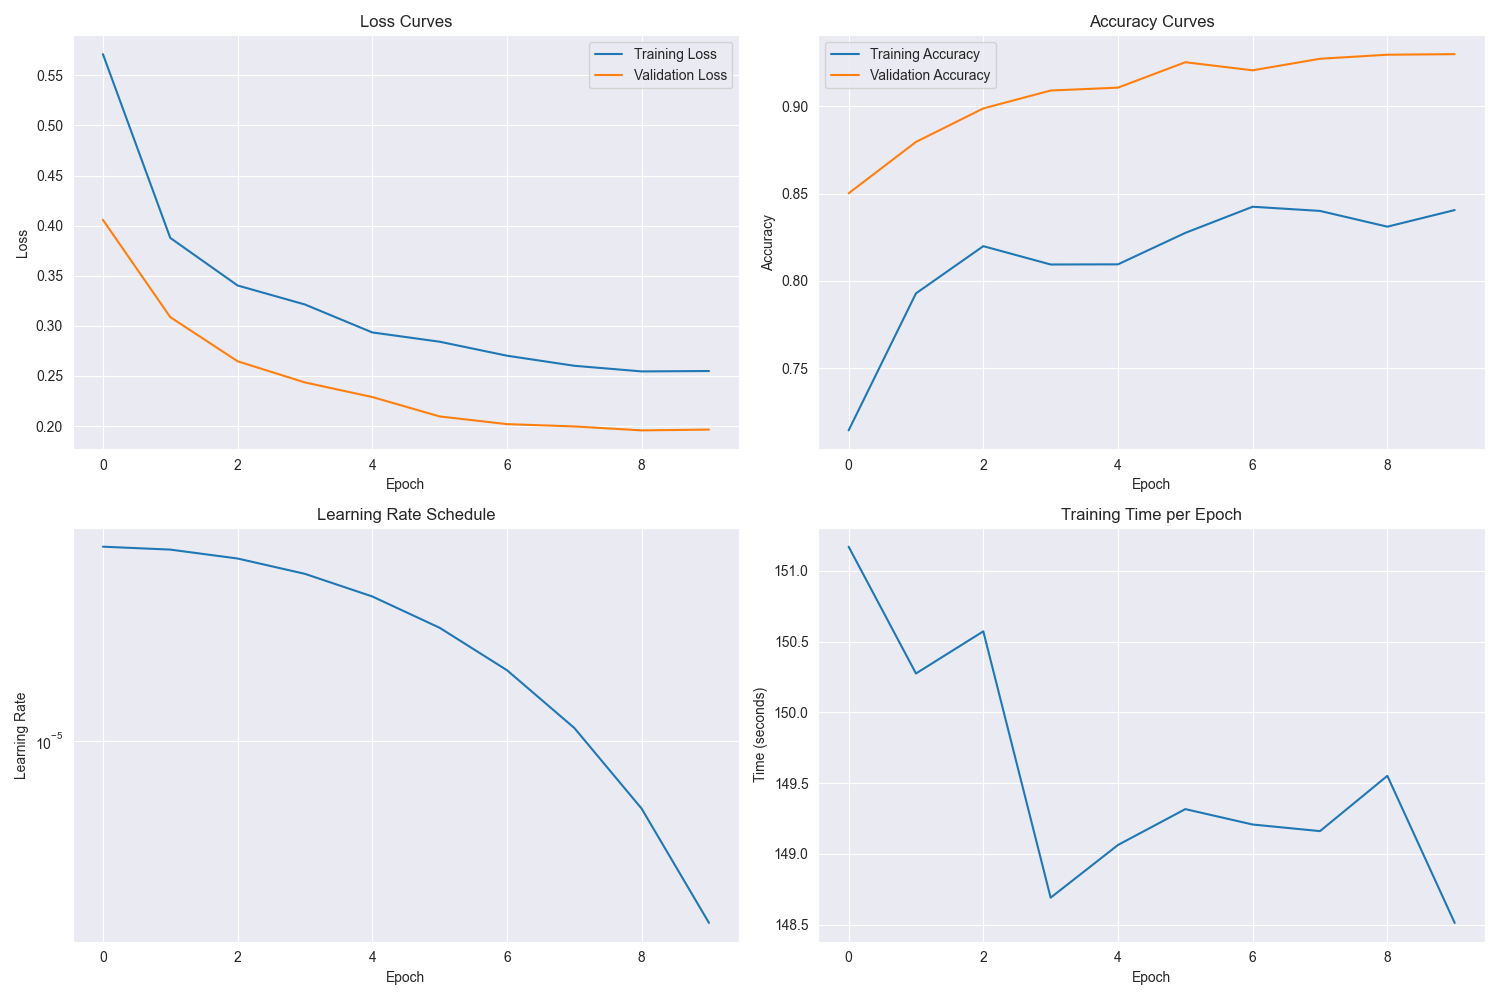 Loss Curves
Training Loss
Validation Loss
0.55
0.50
0.45
0.40
0.35
0.30
0.25
0.20
Loss
0 2 4 6 8
Epoch
Accuracy Curves
Training Accuracy
Validation Accuracy
0.90
0.85
0.80
0.75
Accuracy
0 2 4 6 8
Epoch
Learning Rate Schedule
10⁻⁵
Learning Rate
0 2 4 6 8
Epoch
Training Time per Epoch
151.0
150.5
150.0
149.5
149.0
148.5
Time (seconds)
0 2 4 6 8
Epoch